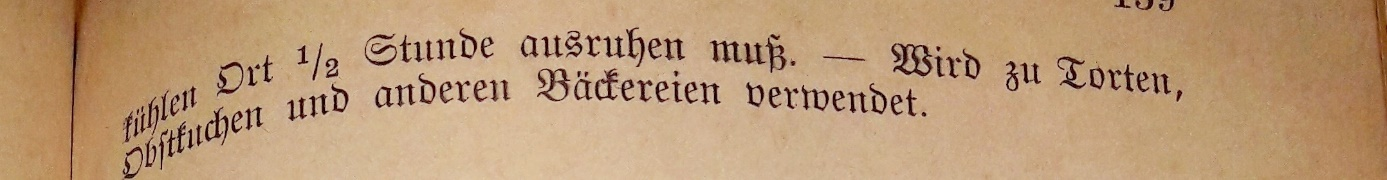 kühlen Ort 1/2 Stunde ausruhen muß. — Wird zu Torten,
Obstkuchen und anderen Bäckereien verwendet.